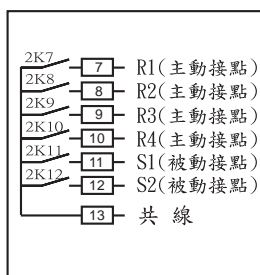 2K7 7 R1(主動接點)
2K8 8 R2(主動接點)
2K9 9 R3(主動接點)
2K10 10 R4(主動接點)
2K11 11 S1(被動接點)
2K12 12 S2(被動接點)
13 共線